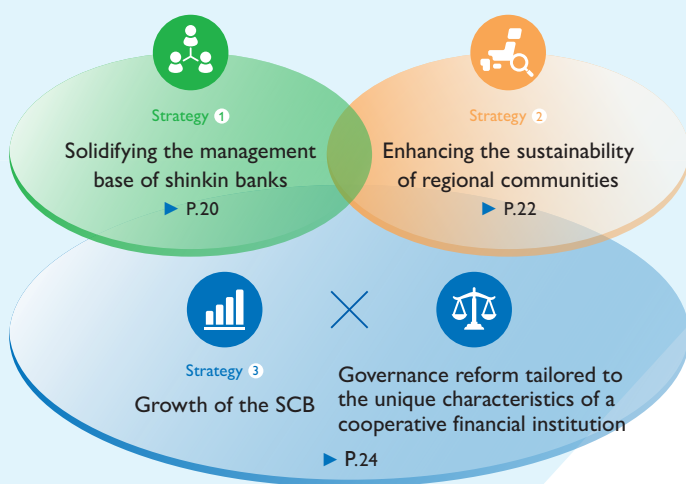 Strategy 1
Solidifying the management
base of shinkin banks
▶ P.20
Strategy 2
Enhancing the sustainability
of regional communities
▶ P.22
Strategy 3
Growth of the SCB
Governance reform tailored to
the unique characteristics of a
cooperative financial institution
▶ P.24